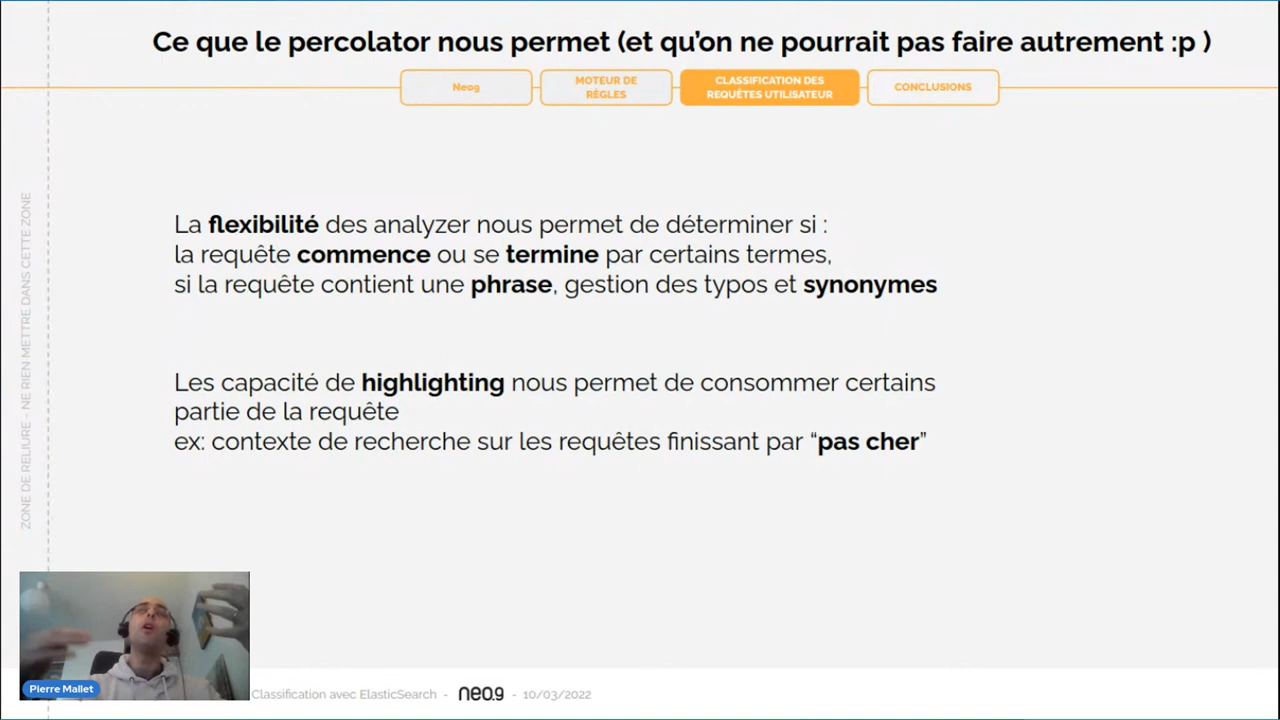 Ce que le percolator nous permet (et qu'on ne pourrait pas faire autrement :p )
Neo9
MOTEUR DE
RÈGLES
CLASSIFICATION DES
REQUÊTES UTILISATEUR
CONCLUSIONS
ZONE DE RELIURE - NE RIEN METTRE DANS CETTE ZONE
La flexibilité des analyzer nous permet de déterminer si :
la requête commence ou se termine par certains termes,
si la requête contient une phrase, gestion des typos et synonymes
Les capacité de highlighting nous permet de consommer certains
partie de la requête
ex: contexte de recherche sur les requêtes finissant par “pas cher”
Pierre Mallet
Classification avec ElasticSearch - neo.9 - 10/03/2022